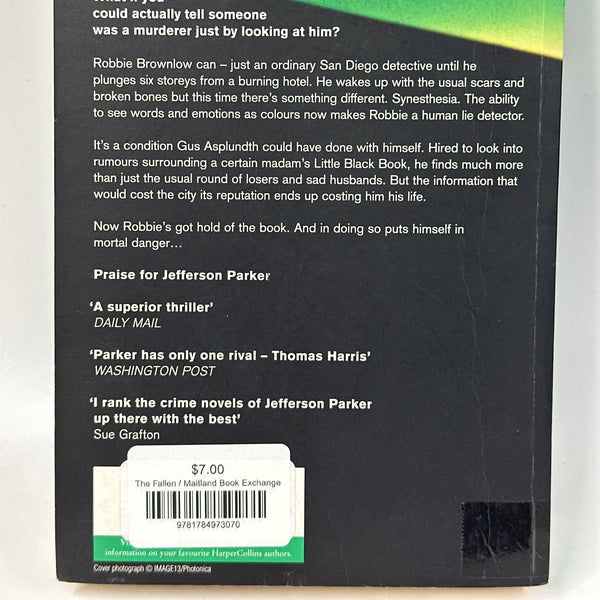 What if you
could actually tell someone
was a murderer just by looking at him?
Robbie Brownlow can – just an ordinary San Diego detective until he
plunges six storeys from a burning hotel. He wakes up with the usual scars and
broken bones but this time there's something different. Synesthesia. The ability
to see words and emotions as colours now makes Robbie a human lie detector.
It's a condition Gus Asplundth could have done with himself. Hired to look into
rumours surrounding a certain madam's Little Black Book, he finds much more
than just the usual round of losers and sad husbands. But the information that
would cost the city its reputation ends up costing him his life.
Now Robbie's got hold of the book. And in doing so puts himself in
mortal danger…
Praise for Jefferson Parker
'A superior thriller'
DAILY MAIL
'Parker has only one rival – Thomas Harris'
WASHINGTON POST
'I rank the crime novels of Jefferson Parker
up there with the best'
Sue Grafton
$7.00
The Fallen / Maitland Book Exchange
9781784973070
information on your favourite HarperCollins authors.
Cover photograph © IMAGE13/Photonica